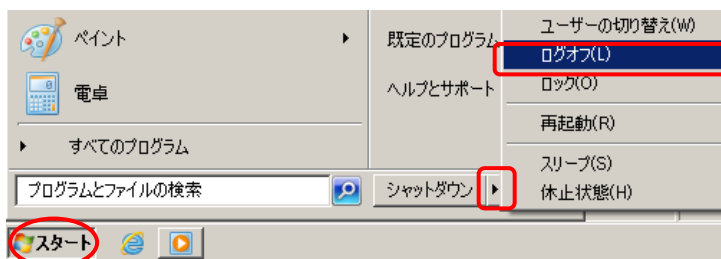 ペイント
電卓
すべてのプログラム
プログラムとファイルの検索
既定のプログラム
ヘルプとサポート
シャットダウン
ユーザーの切り替え(W)
ログオフ(L)
ロック(O)
再起動(R)
スリープ(S)
休止状態(H)
スタート